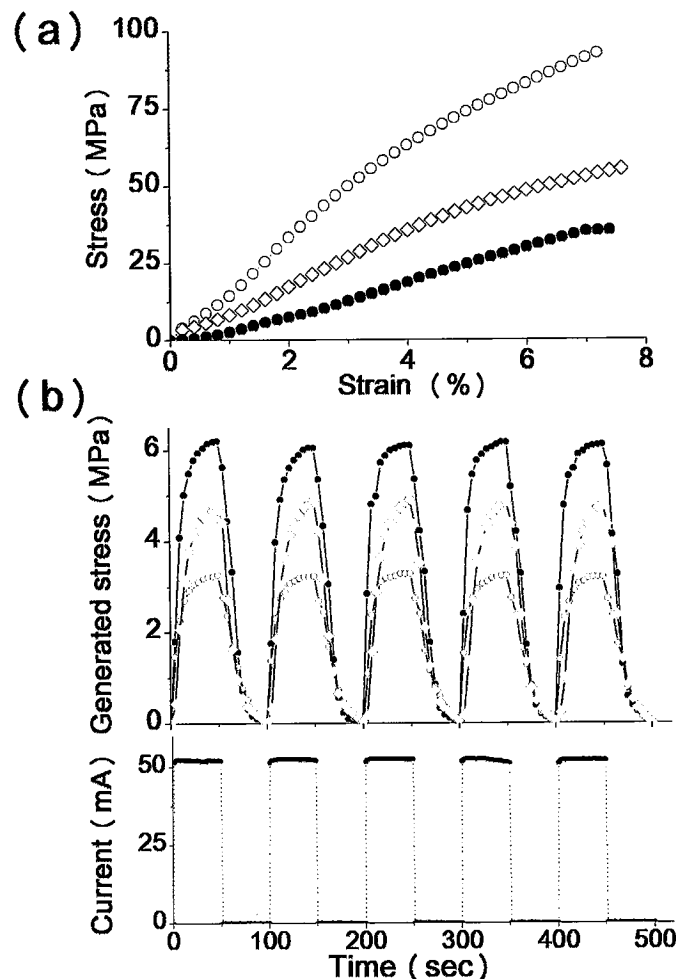 (a)
100
75
50
25
0
Stress (MPa)
0 2 4 6 8
Strain (%)
(b)
6
4
2
0
Generated stress (MPa)
50
25
0
Current (mA)
0 100 200 300 400 500
Time (sec)